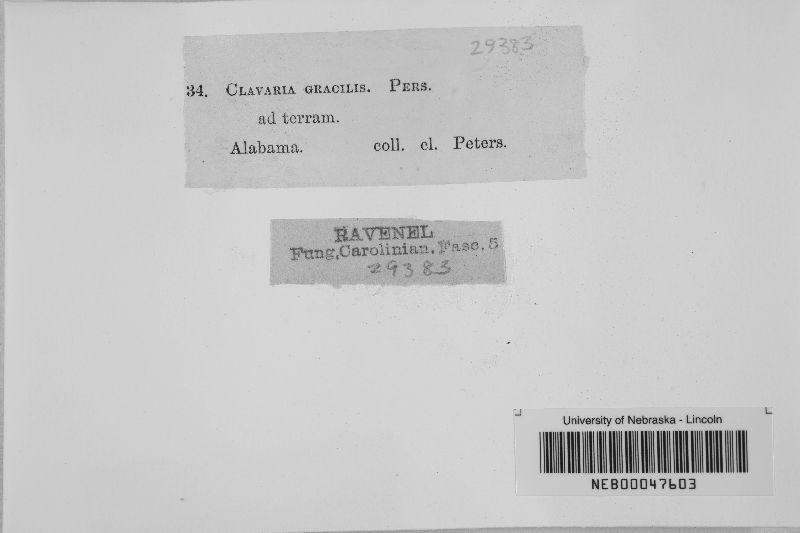 29383
34. CLAVARIA GRACILIS. PERS.
ad terram.
Alabama. coll. cl. Peters.
RAVENEL
Fung. Carolinian. Fasc. 5
29383
University of Nebraska - Lincoln
NEB00047603